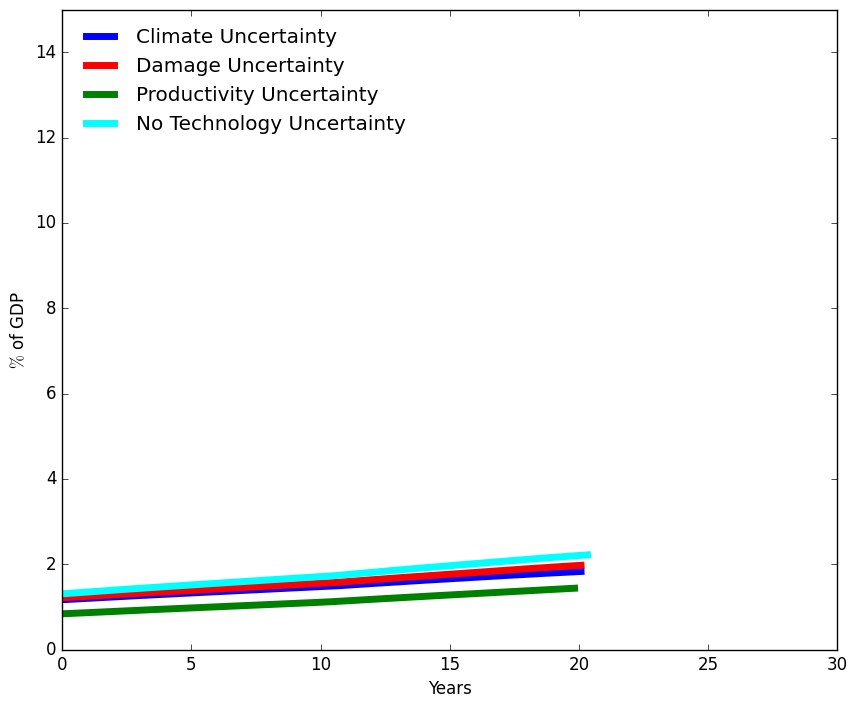 Climate Uncertainty
Damage Uncertainty
Productivity Uncertainty
No Technology Uncertainty
14
12
10
8
6
4
2
0
% of GDP
0 5 10 15 20 25 30
Years